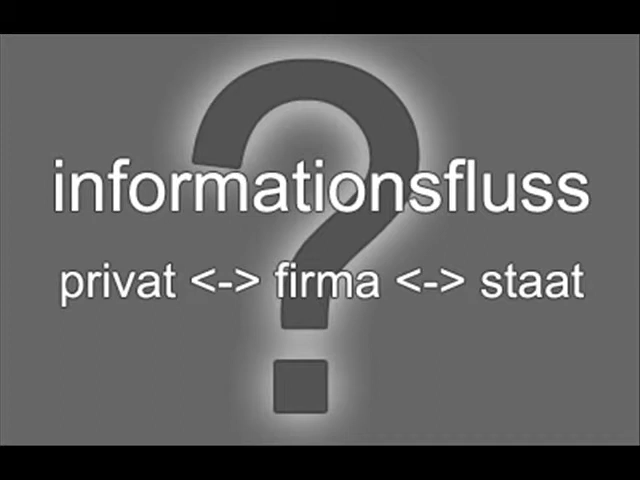 informationsfluss
privat <-> firma <-> staat